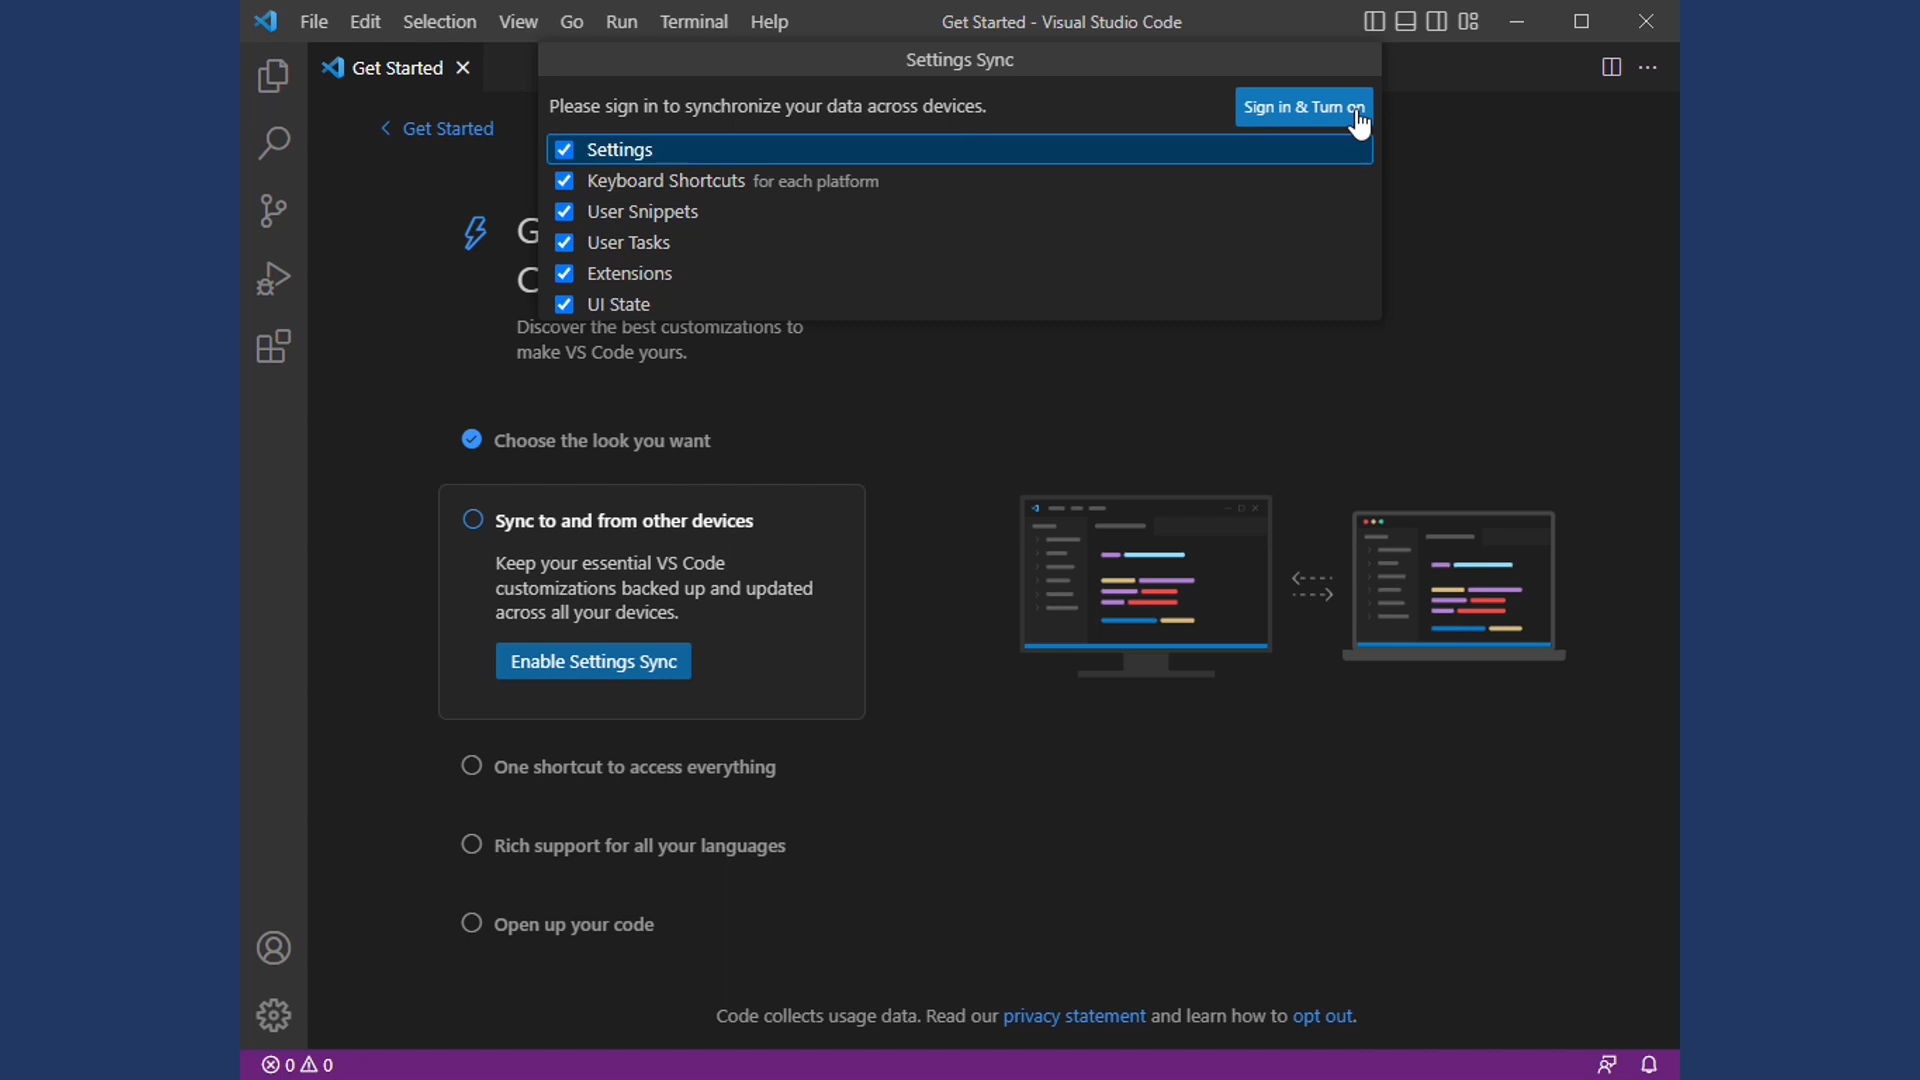 File Edit Selection View Go Run Terminal Help Get Started - Visual Studio Code
Get Started
Settings Sync
Please sign in to synchronize your data across devices. Sign in & Turn on
Get Started
Settings
Keyboard Shortcuts for each platform
User Snippets
User Tasks
Extensions
UI State
G
C
Discover the best customizations to
make VS Code yours.
Choose the look you want
Sync to and from other devices
Keep your essential VS Code
customizations backed up and updated
across all your devices.
Enable Settings Sync
One shortcut to access everything
Rich support for all your languages
Open up your code
Code collects usage data. Read our privacy statement and learn how to opt out.
0 0